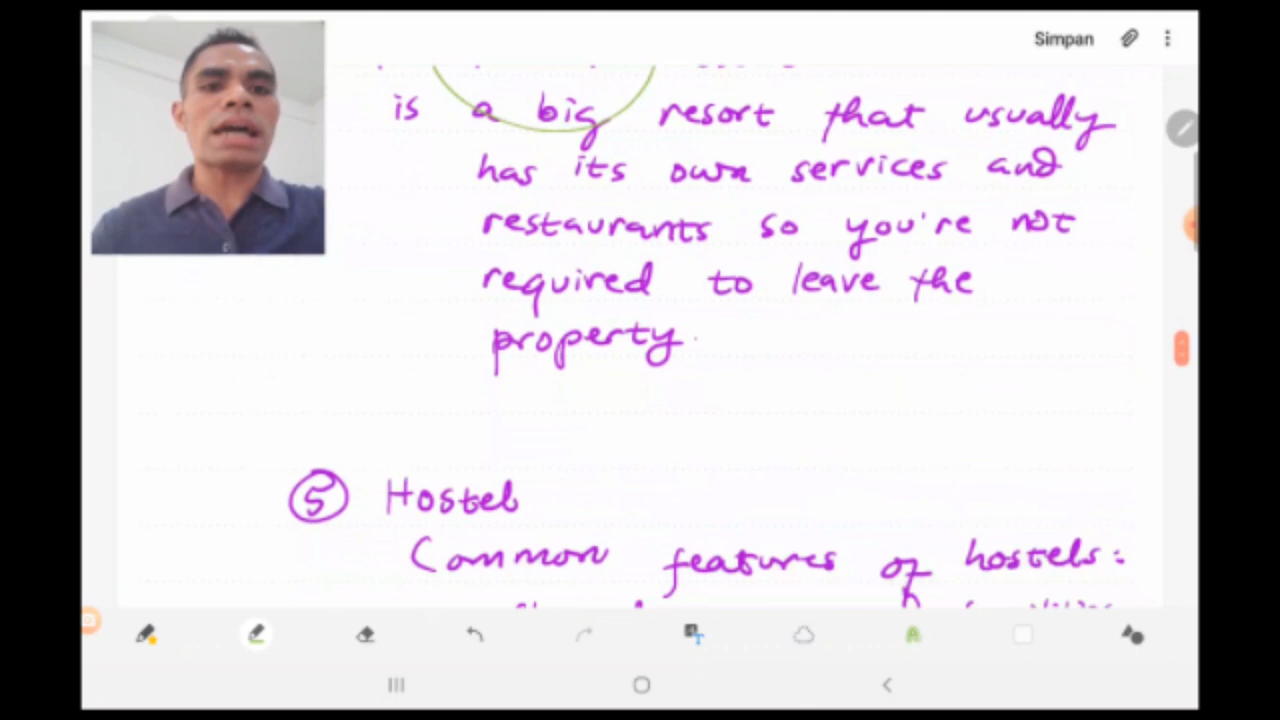 Simpan
is a big resort that usually
has its own services and
restaurants so you're not
required to leave the
property.
5 Hostel
Common features of hostels: